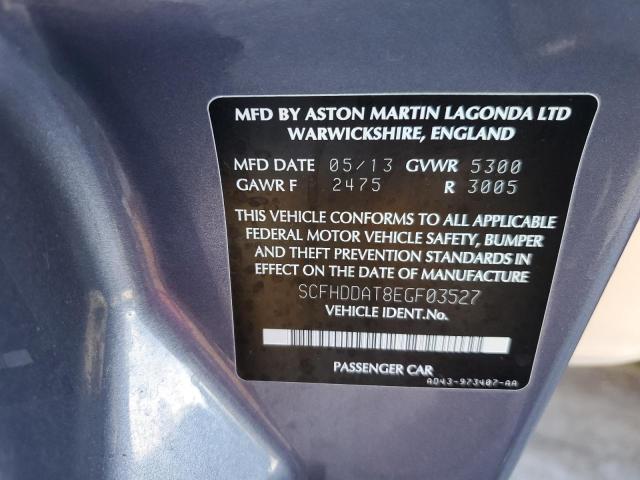 MFD BY ASTON MARTIN LAGONDA LTD
WARWICKSHIRE, ENGLAND
MFD DATE 05/13 GVWR 5300
GAWR F 2475 R 3005
THIS VEHICLE CONFORMS TO ALL APPLICABLE
FEDERAL MOTOR VEHICLE SAFETY, BUMPER
AND THEFT PREVENTION STANDARDS IN
EFFECT ON THE DATE OF MANUFACTURE.
SCFHDDAT8EGF03527
VEHICLE IDENT.No.
PASSENGER CAR
AD43-973407-AA